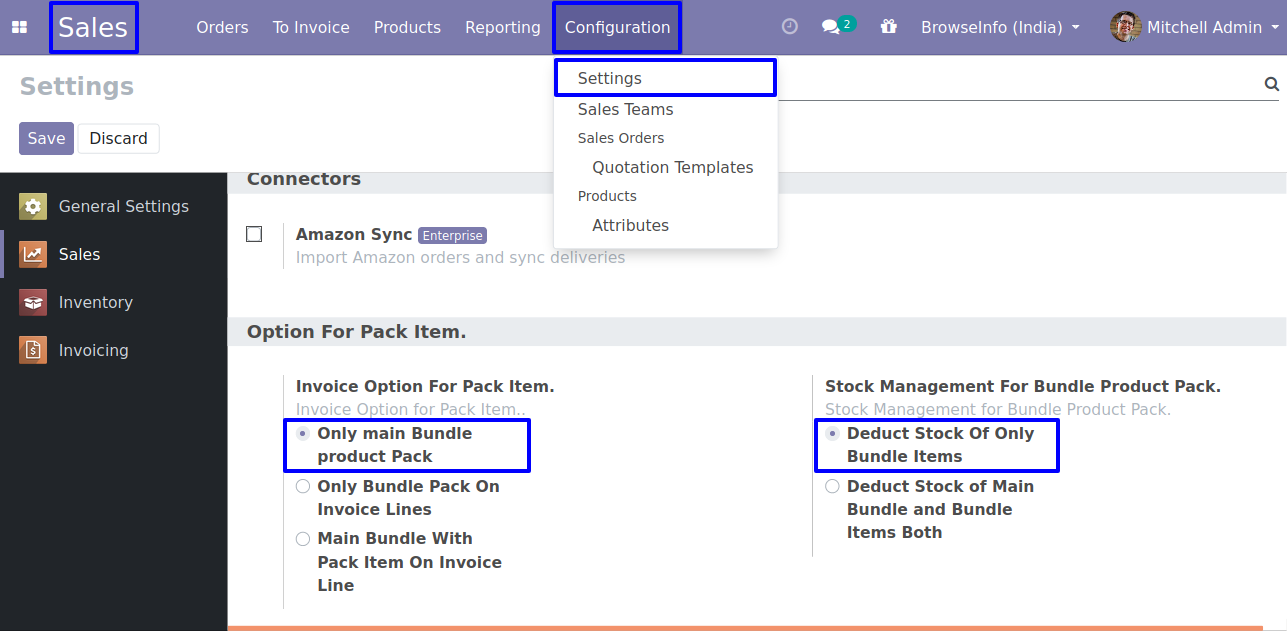 Sales Orders To Invoice Products Reporting Configuration 2 BrowseInfo (India) Mitchell Admin
Settings
Settings
Sales Teams
Sales Orders
Quotation Templates
Products
Attributes
Save Discard
General Settings
Sales
Inventory
Invoicing
Connectors
Amazon Sync Enterprise
Import Amazon orders and sync deliveries
Option For Pack Item.
Invoice Option For Pack Item.
Invoice Option for Pack Item..
Only main Bundle
product Pack
Only Bundle Pack On
Invoice Lines
Main Bundle With
Pack Item On Invoice
Line
Stock Management For Bundle Product Pack.
Stock Management for Bundle Product Pack.
Deduct Stock Of Only
Bundle Items
Deduct Stock of Main
Bundle and Bundle
Items Both